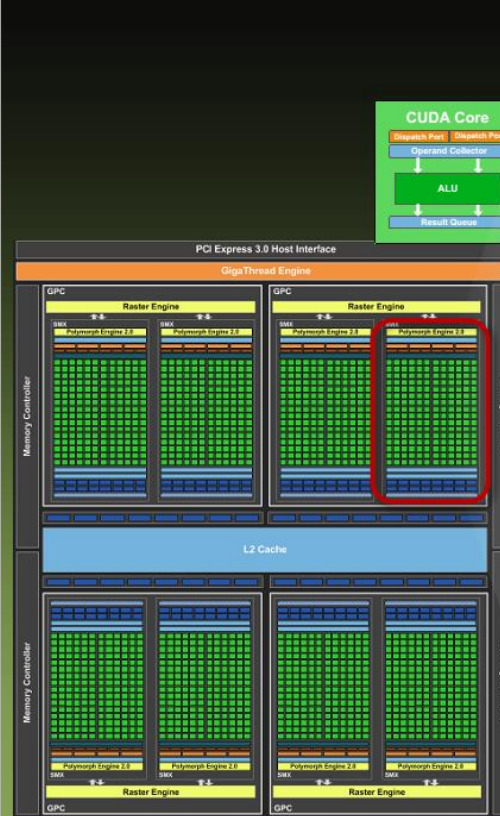 CUDA Core
Dispatch Port Dispatch Po
Operand Collector
ALU
Result Queue
PCI Express 3.0 Host Interface
GigaThread Engine
GPC
Raster Engine
SMX
Polymorph Engine 2.0
SMX
Polymorph Engine 2.0
GPC
Raster Engine
SMX
Polymorph Engine 2.0
SMX
Polymorph Engine 2.0
Memory Controller
L2 Cache
Memory Controller
Polymorph Engine 2.0
SMX
Polymorph Engine 2.0
SMX
Raster Engine
GPC
Polymorph Engine 2.0
SMX
Polymorph Engine 2.0
SMX
Raster Engine
GPC